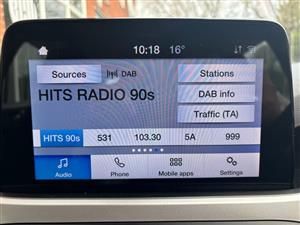 10:18 16°
Sources DAB Stations
HITS RADIO 90s DAB info
Traffic (TA)
HITS 90s 531 103.30 5A 999
Audio Phone Mobile apps Settings